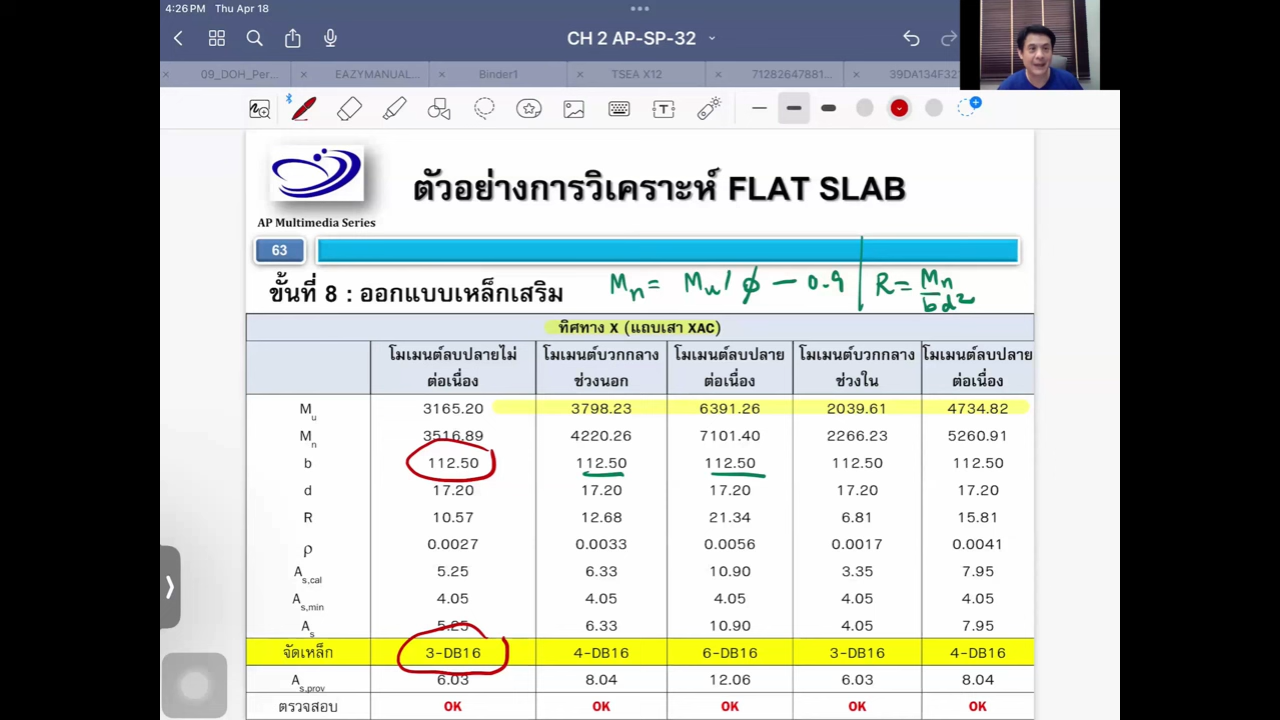 4:26 PM Thu Apr 18
CH 2 AP-SP-32
09_DOH_Per... EAZYMANUAL... Binder1 TSEA X12 71282647881... 39DA134F321
ตัวอย่างการวิเคราะห์ FLAT SLAB
AP Multimedia Series
63
ขั้นที่ 8 : ออกแบบเหล็กเสริม
Mn = Mu / φ — 0.9 R = Mn / bd²
ทิศทาง X (แถบเสา XAC)
โมเมนต์ลบปลายไม่ต่อเนื่อง โมเมนต์บวกกลางช่วงนอก โมเมนต์ลบปลายต่อเนื่อง โมเมนต์บวกกลางช่วงใน โมเมนต์ลบปลายต่อเนื่อง
Mu 3165.20 3798.23 6391.26 2039.61 4734.82
Mn 3516.89 4220.26 7101.40 2266.23 5260.91
b 112.50 112.50 112.50 112.50 112.50
d 17.20 17.20 17.20 17.20 17.20
R 10.57 12.68 21.34 6.81 15.81
ρ 0.0027 0.0033 0.0056 0.0017 0.0041
As,cal 5.25 6.33 10.90 3.35 7.95
As,min 4.05 4.05 4.05 4.05 4.05
As 5.25 6.33 10.90 4.05 7.95
จัดเหล็ก 3-DB16 4-DB16 6-DB16 3-DB16 4-DB16
As,prov 6.03 8.04 12.06 6.03 8.04
ตรวจสอบ OK OK OK OK OK